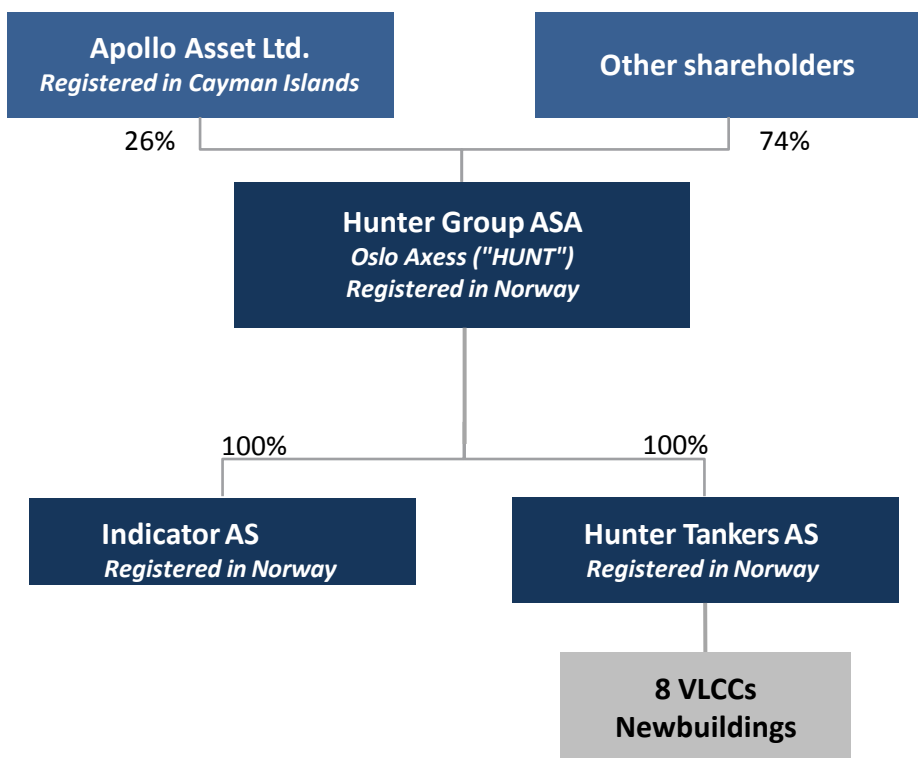 Apollo Asset Ltd.
Registered in Cayman Islands
Other shareholders
26%
74%
Hunter Group ASA
Oslo Axess ("HUNT")
Registered in Norway
100%
100%
Indicator AS
Registered in Norway
Hunter Tankers AS
Registered in Norway
8 VLCCs
Newbuildings